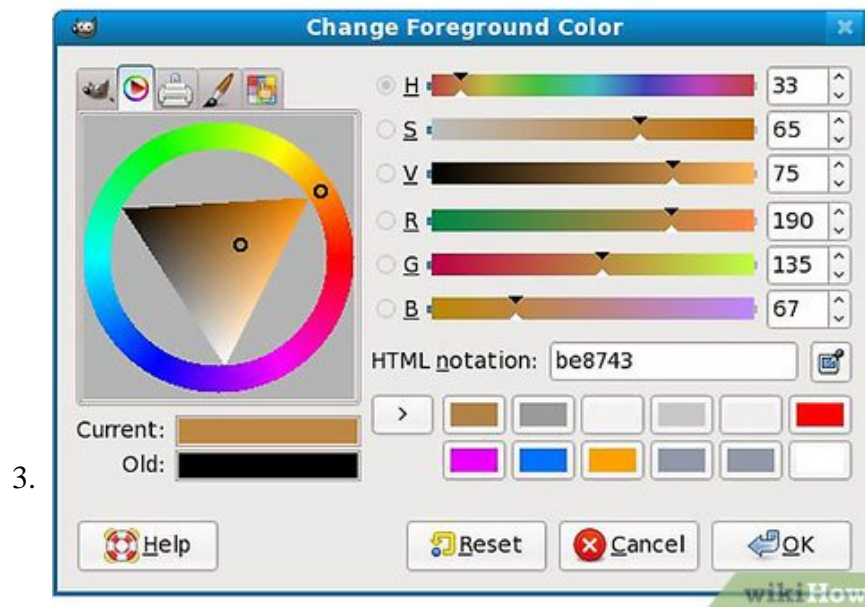 Change Foreground Color
H 33
S 65
V 75
R 190
G 135
B 67
HTML notation: be8743
>
Current:
Old:
3.
Help Reset Cancel OK
wikiHow